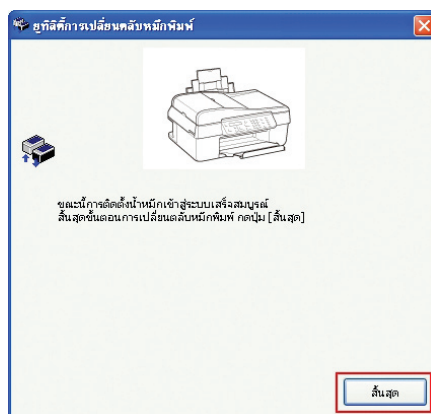 ยูทิลิตี้การเปลี่ยนตลับหมึกพิมพ์
ขณะนี้การติดตั้งน้ำหมึกเข้าสู่ระบบเสร็จสมบูรณ์
สิ้นสุดขั้นตอนการเปลี่ยนตลับหมึกพิมพ์ กดปุ่ม [สิ้นสุด]
สิ้นสุด